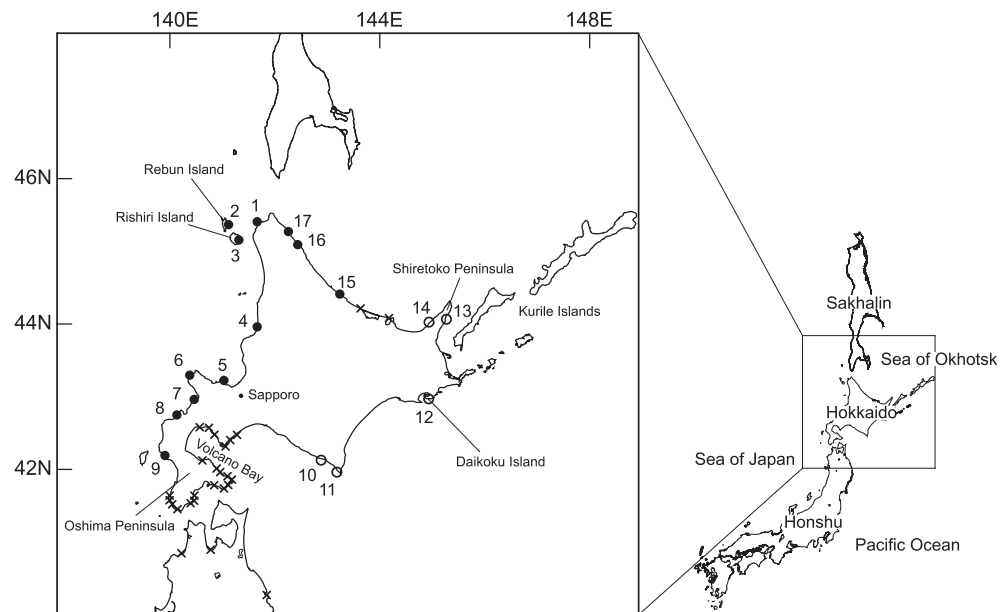 140E 144E 148E
46N
44N
42N
Rebun Island
Rishiri Island
2
3
1
17
16
15
Shiretoko Peninsula
14
13
Kurile Islands
4
6
5
7
Sapporo
8
12
9
Volcano Bay
10
11
Daikoku Island
Oshima Peninsula
Sakhalin
Sea of Okhotsk
Hokkaido
Sea of Japan
Honshu
Pacific Ocean